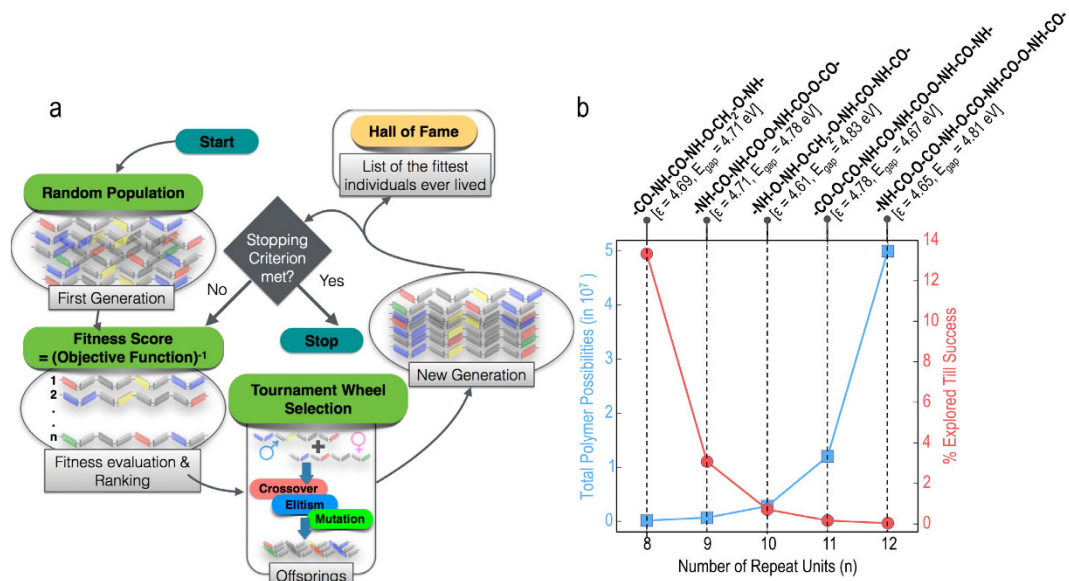 a
Start
Random Population
First Generation
Fitness Score
= (Objective Function)-1
1
2
.
.
n
Fitness evaluation &
Ranking
Hall of Fame
List of the fittest
individuals ever lived
Stopping
Criterion
met?
No
Yes
Stop
Tournament Wheel
Selection
♂
+
♀
Crossover
Elitism
Mutation
Offsprings
New Generation
b
-CO-NH-CO-NH-O-CH2-O-NH-
[ε = 4.69, Egap = 4.71 eV]
-NH-CO-NH-CO-O-NH-CO-O-CO-
[ε = 4.71, Egap = 4.78 eV]
-NH-O-NH-O-CH2-O-NH-CO-NH-CO-
[ε = 4.61, Egap = 4.83 eV]
-CO-O-CO-NH-CO-NH-CO-O-NH-CO-NH-
[ε = 4.78, Egap = 4.67 eV]
-NH-CO-O-CO-NH-O-CO-NH-CO-O-NH-CO-
[ε = 4.65, Egap = 4.81 eV]
Total Polymer Possibilities (in 10⁷)
5
4
3
2
1
0
14
12
10
8
6
4
2
0
% Explored Till Success
8
9
10
11
12
Number of Repeat Units (n)